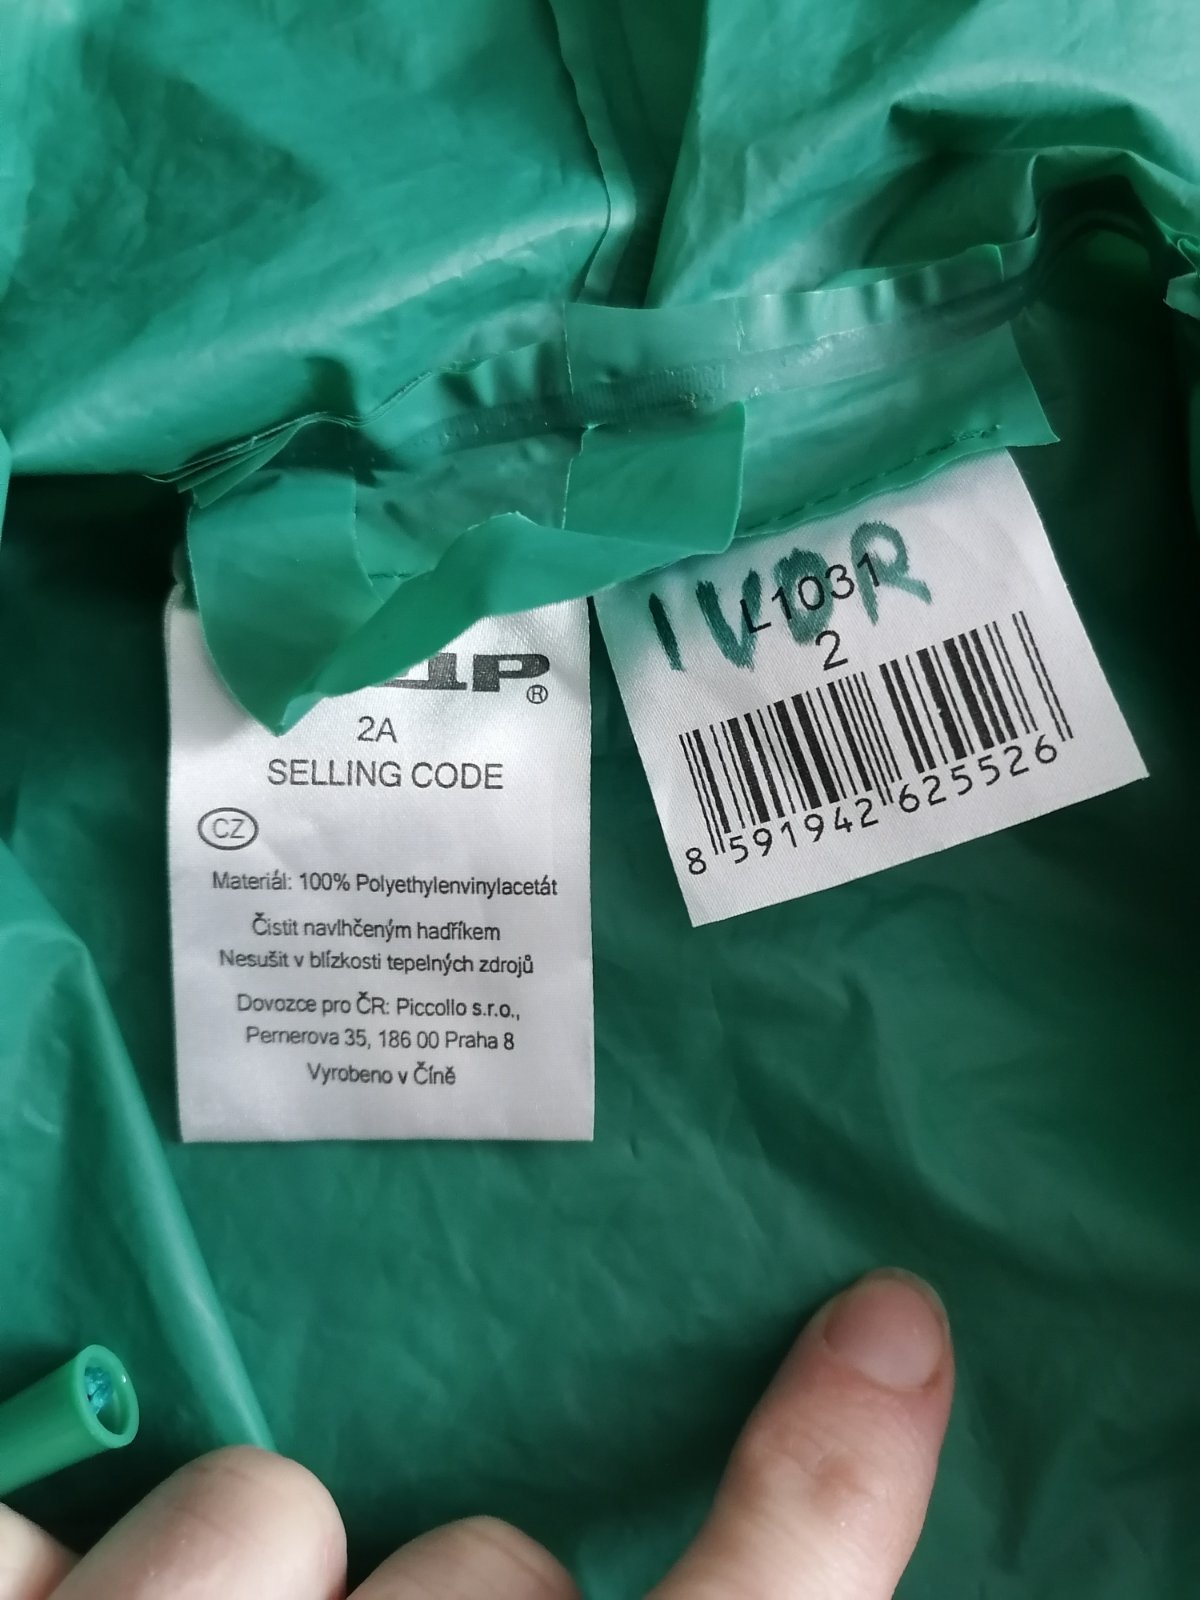 ®
2A
SELLING CODE
CZ
Materiál: 100% Polyethylenvinylacetát
Čistit navlhčeným hadříkem
Nesušit v blízkosti tepelných zdrojů
Dovozce pro ČR: Piccollo s.r.o.,
Pernerova 35, 186 00 Praha 8
Vyrobeno v Číně
IVOR
L1031
2
8 591942 625526